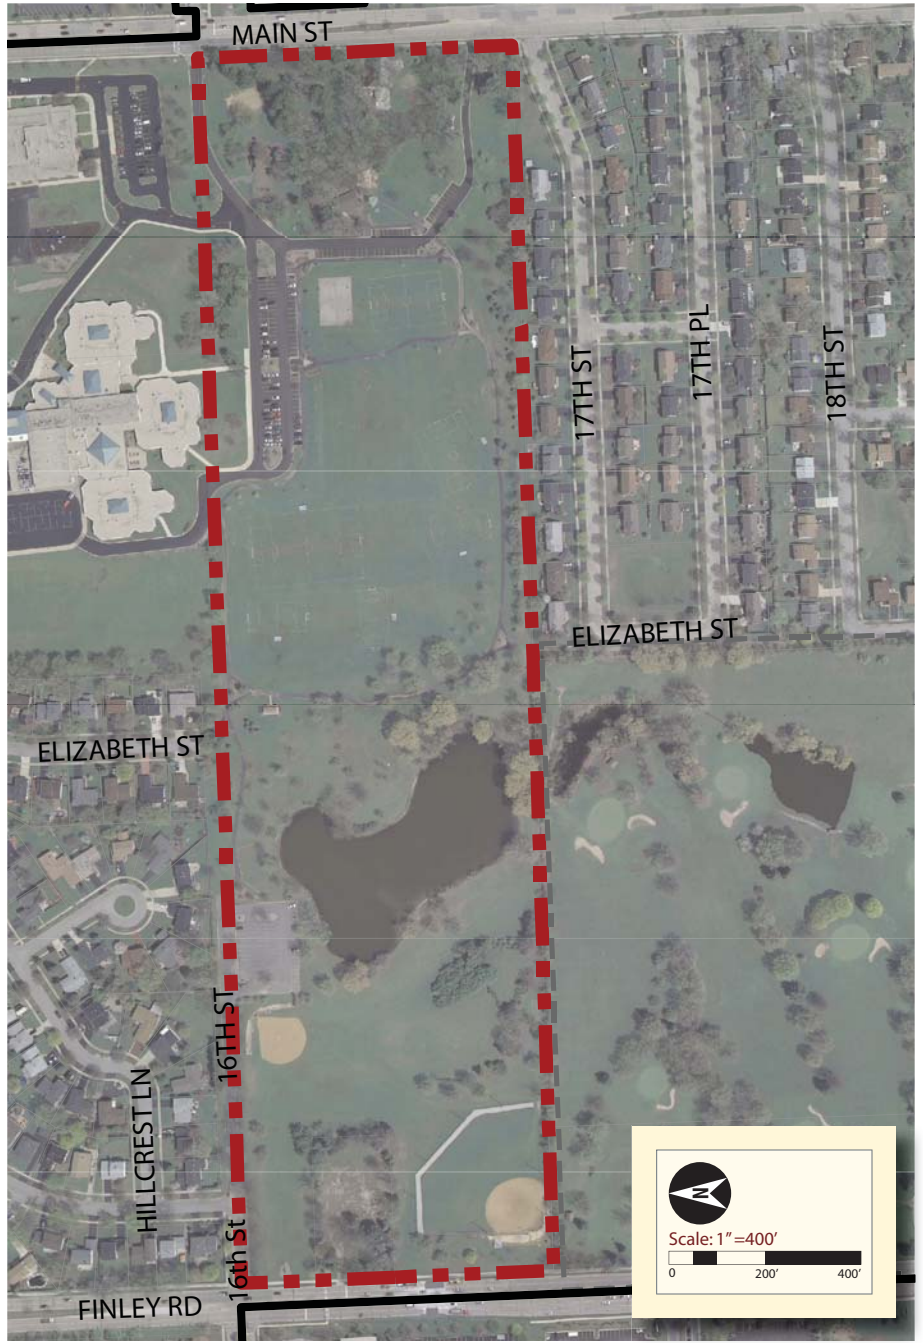 MAIN ST
17TH ST
17TH PL
18TH ST
ELIZABETH ST
ELIZABETH ST
16TH ST
HILLCREST LN
16th St
FINLEY RD
N
Scale: 1”=400’
0 200’ 400’